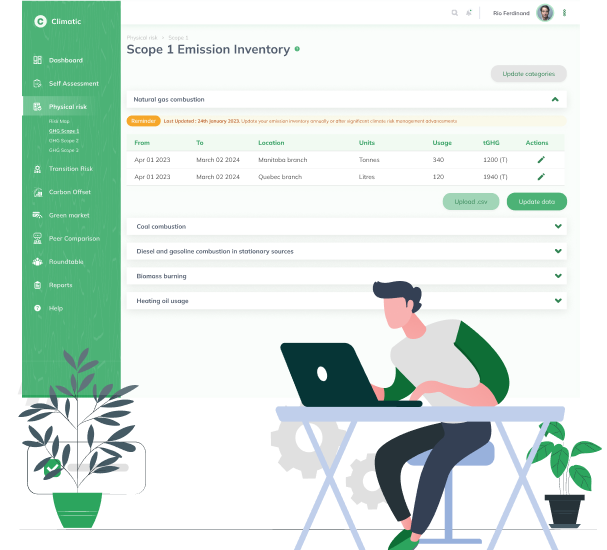 Climatic
Rio Ferdinand
Physical risk < Scope 1
Scope 1 Emission Inventory
Update categories
Dashboard
Self Assessment
Physical risk
Risk Map
GHG Scope 1
GHG Scope 2
GHG Scope 3
Transition Risk
Carbon Offset
Green market
Peer Comparison
Roundtable
Reports
Help
Natural gas combustion
Reminder Last Updated : 24th January 2023. Update your emission inventory annually or after significant climate risk management advancements
From To Location Units Usage tGHG Actions
Apr 01 2023 March 02 2024 Manitoba branch Tonnes 340 1200 (T)
Apr 01 2023 March 02 2024 Quebec branch Litres 120 1940 (T)
Upload .csv Update data
Coal combustion
Diesel and gasoline combustion in stationary sources
Biomass burning
Heating oil usage